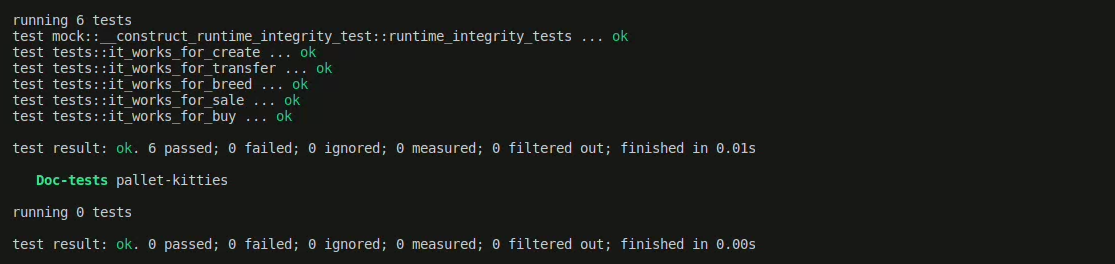 running 6 tests
test mock::__construct_runtime_integrity_test::runtime_integrity_tests ... ok
test tests::it_works_for_create ... ok
test tests::it_works_for_transfer ... ok
test tests::it_works_for_breed ... ok
test tests::it_works_for_sale ... ok
test tests::it_works_for_buy ... ok
test result: ok. 6 passed; 0 failed; 0 ignored; 0 measured; 0 filtered out; finished in 0.01s
Doc-tests pallet-kitties
running 0 tests
test result: ok. 0 passed; 0 failed; 0 ignored; 0 measured; 0 filtered out; finished in 0.00s